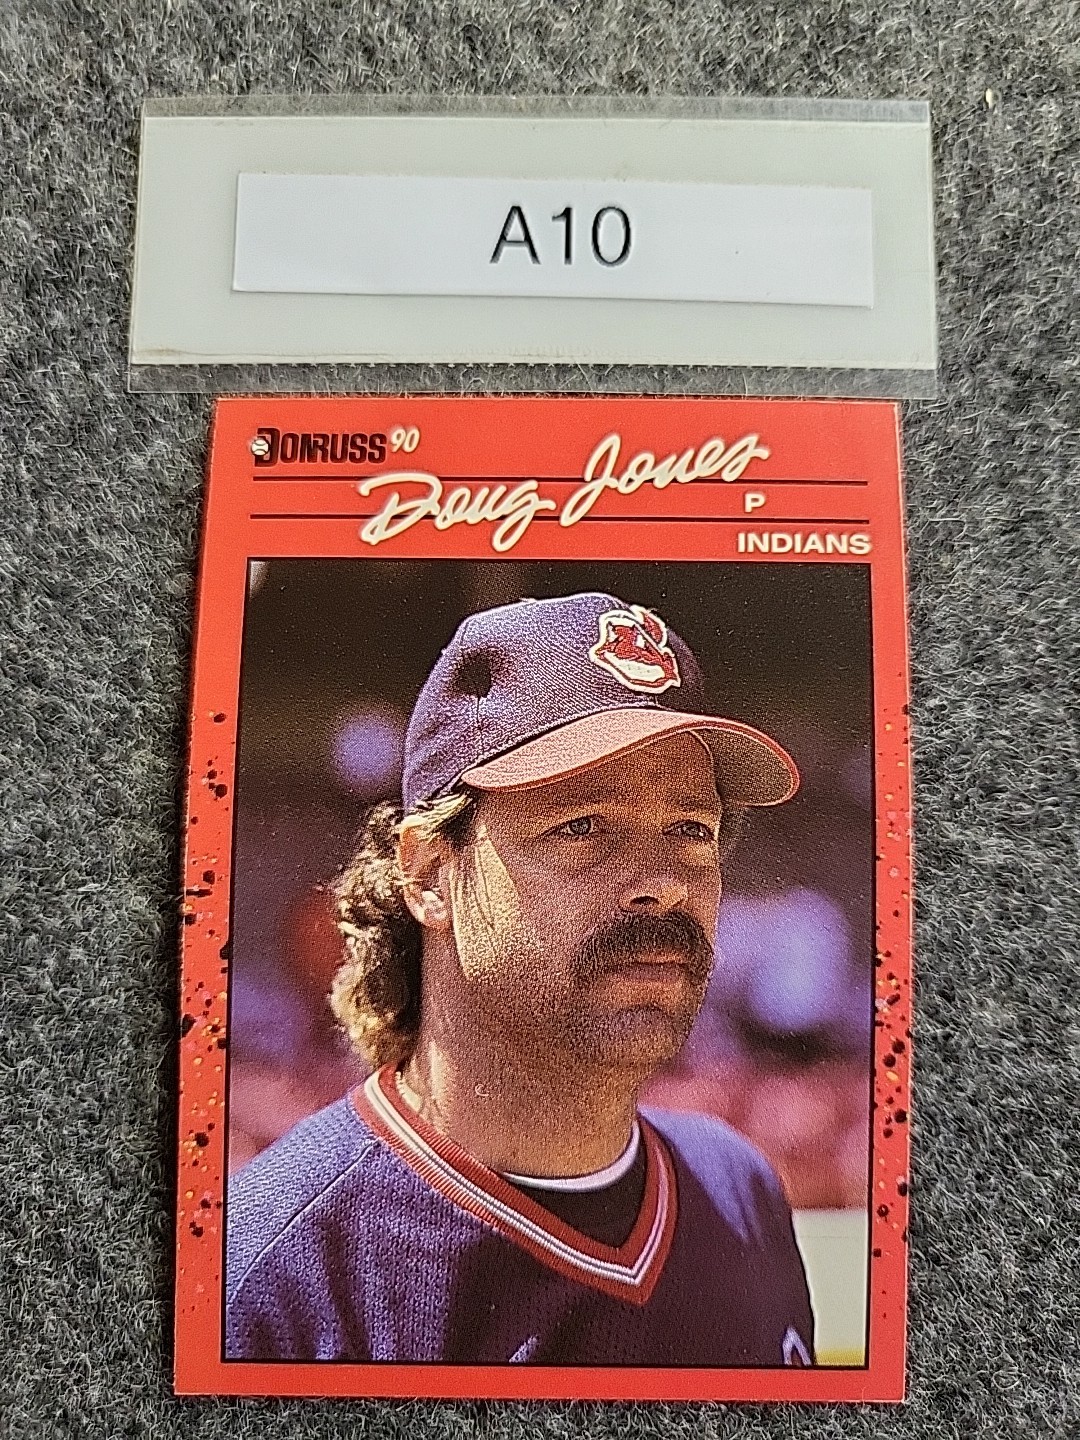 A10
DONRUSS 90
Doug Jones
P
INDIANS